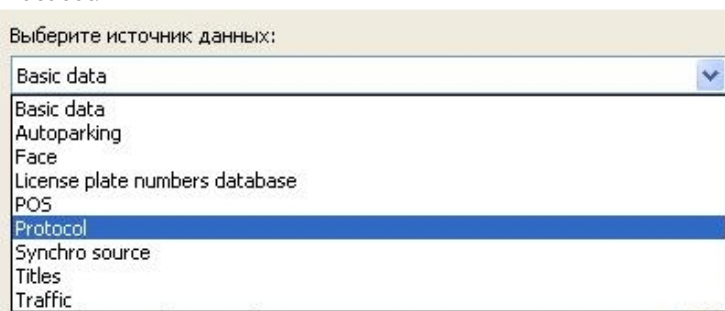 Выберите источник данных:
Basic data
Basic data
Autoparking
Face
License plate numbers database
POS
Protocol
Synchro source
Titles
Traffic